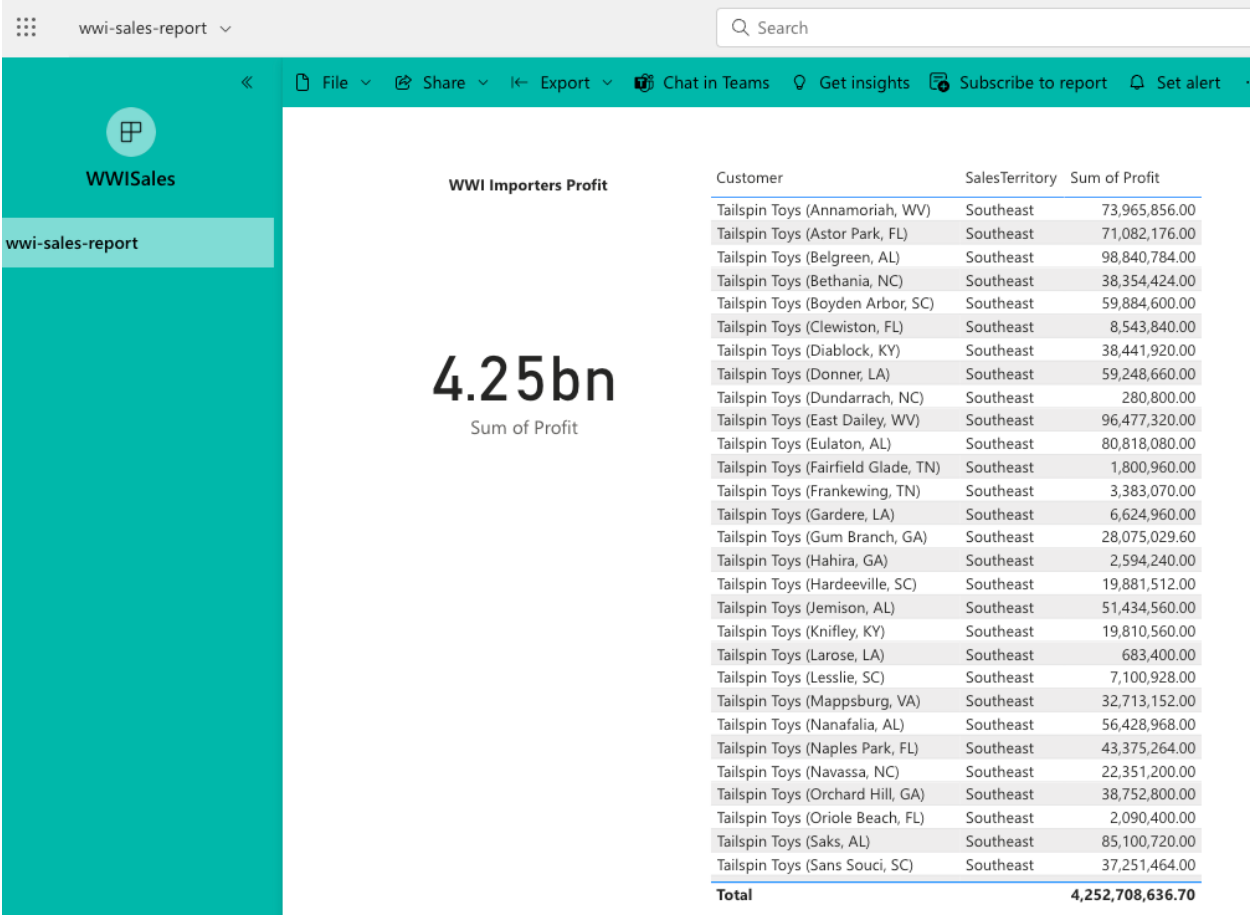 wwi-sales-report
Search
File Share Export Chat in Teams Get insights Subscribe to report Set alert
WWISales
wwi-sales-report
WWI Importers Profit
4.25bn
Sum of Profit
Customer SalesTerritory Sum of Profit
Tailspin Toys (Annamoriah, WV) Southeast 73,965,856.00
Tailspin Toys (Astor Park, FL) Southeast 71,082,176.00
Tailspin Toys (Belgreen, AL) Southeast 98,840,784.00
Tailspin Toys (Bethania, NC) Southeast 38,354,424.00
Tailspin Toys (Boyden Arbor, SC) Southeast 59,884,600.00
Tailspin Toys (Clewiston, FL) Southeast 8,543,840.00
Tailspin Toys (Diablock, KY) Southeast 38,441,920.00
Tailspin Toys (Donner, LA) Southeast 59,248,660.00
Tailspin Toys (Dundarrach, NC) Southeast 280,800.00
Tailspin Toys (East Dailey, WV) Southeast 96,477,320.00
Tailspin Toys (Eulaton, AL) Southeast 80,818,080.00
Tailspin Toys (Fairfield Glade, TN) Southeast 1,800,960.00
Tailspin Toys (Frankewing, TN) Southeast 3,383,070.00
Tailspin Toys (Gardere, LA) Southeast 6,624,960.00
Tailspin Toys (Gum Branch, GA) Southeast 28,075,029.60
Tailspin Toys (Hahira, GA) Southeast 2,594,240.00
Tailspin Toys (Hardeeville, SC) Southeast 19,881,512.00
Tailspin Toys (Jemison, AL) Southeast 51,434,560.00
Tailspin Toys (Knifley, KY) Southeast 19,810,560.00
Tailspin Toys (Larose, LA) Southeast 683,400.00
Tailspin Toys (Lesslie, SC) Southeast 7,100,928.00
Tailspin Toys (Mappsburg, VA) Southeast 32,713,152.00
Tailspin Toys (Nanafalia, AL) Southeast 56,428,968.00
Tailspin Toys (Naples Park, FL) Southeast 43,375,264.00
Tailspin Toys (Navassa, NC) Southeast 22,351,200.00
Tailspin Toys (Orchard Hill, GA) Southeast 38,752,800.00
Tailspin Toys (Oriole Beach, FL) Southeast 2,090,400.00
Tailspin Toys (Saks, AL) Southeast 85,100,720.00
Tailspin Toys (Sans Souci, SC) Southeast 37,251,464.00
Total 4,252,708,636.70